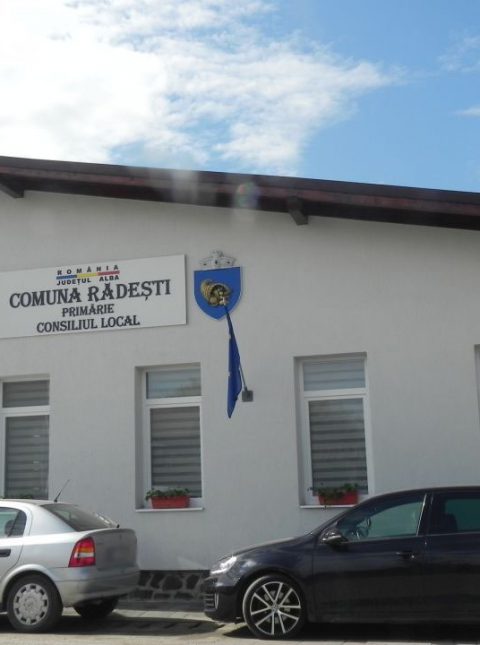 ROMÂNIA
JUDEȚUL ALBA
COMUNA RĂDEȘTI
PRIMĂRIE
CONSILIUL LOCAL